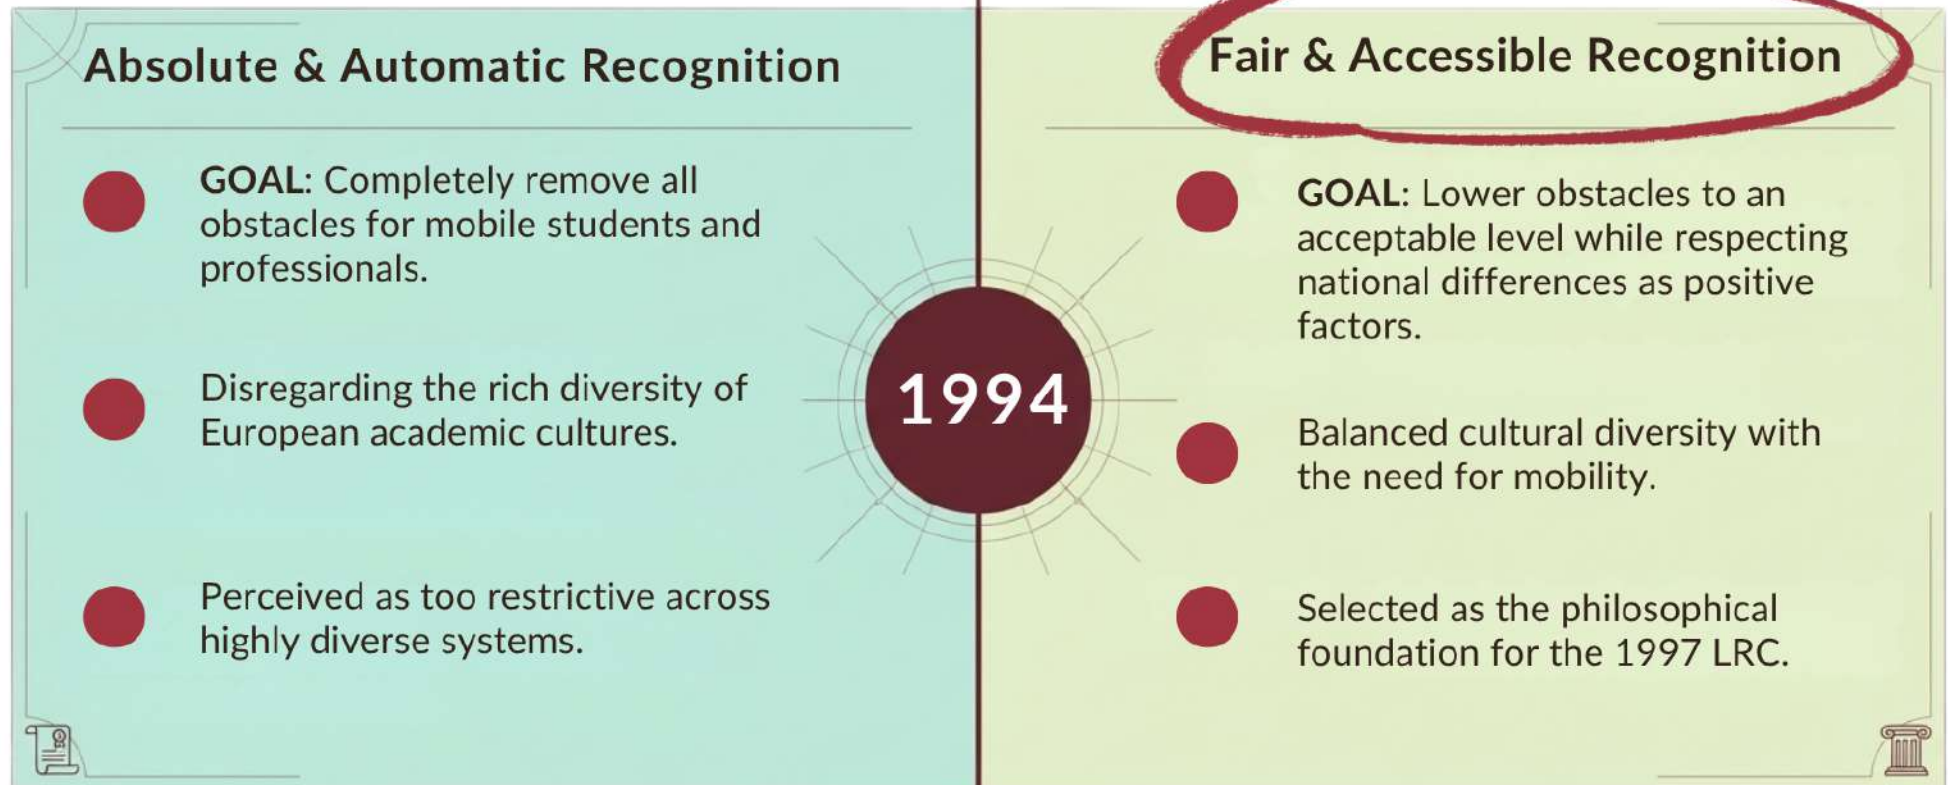 Absolute & Automatic Recognition
GOAL: Completely remove all
obstacles for mobile students and
professionals.
Disregarding the rich diversity of
European academic cultures.
Perceived as too restrictive across
highly diverse systems.
1994
Fair & Accessible Recognition
GOAL: Lower obstacles to an
acceptable level while respecting
national differences as positive
factors.
Balanced cultural diversity with
the need for mobility.
Selected as the philosophical
foundation for the 1997 LRC.